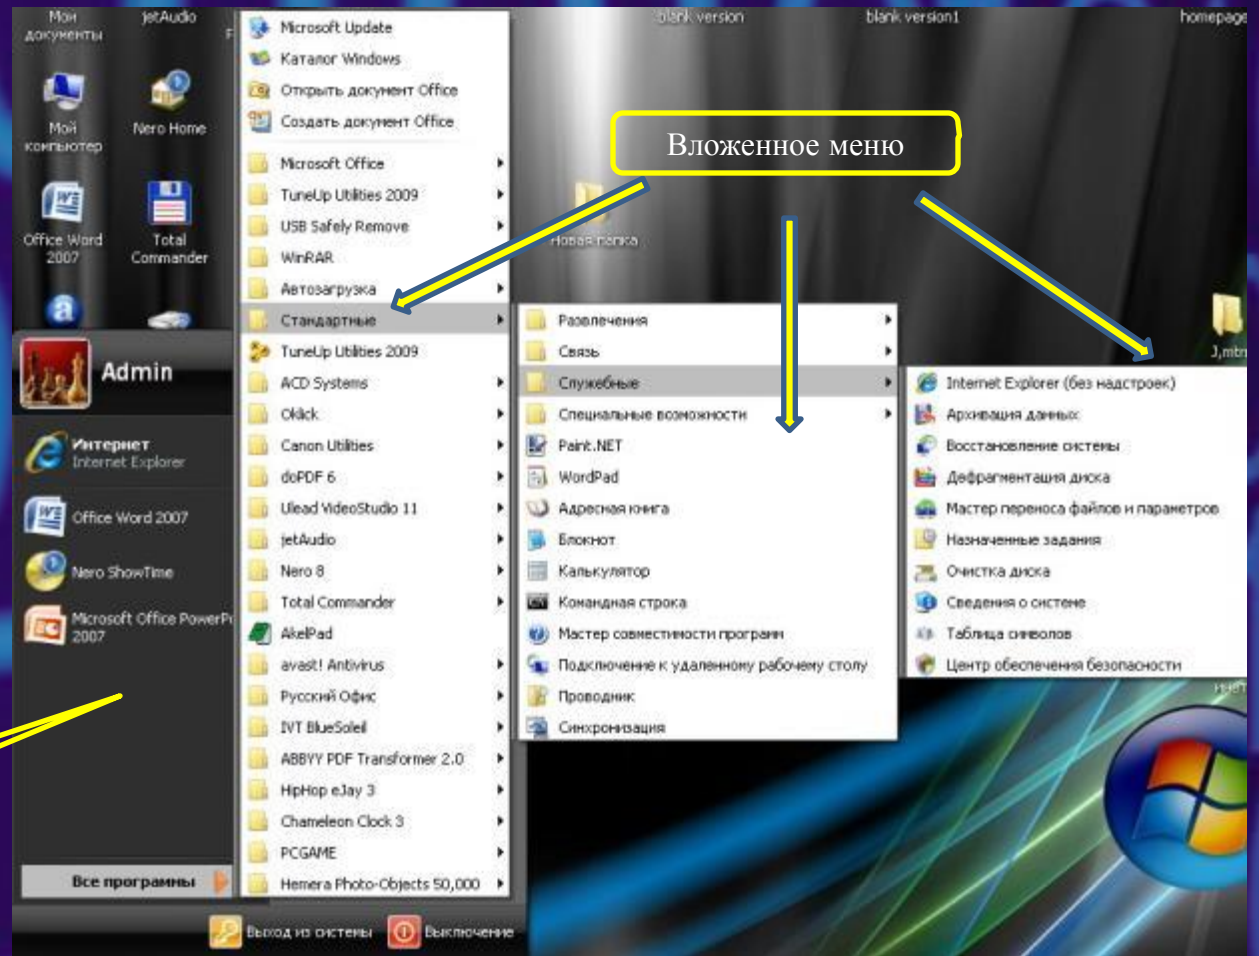 Мои
документы
jetAudio
blank version
blank version1
homepage
Мой
компьютер
Nero Home
Office Word
2007
Total
Commander
Новая папка
J,mtn
Вложенное меню
Microsoft Update
Каталог Windows
Открыть документ Office
Создать документ Office
Microsoft Office
TuneUp Utilities 2009
USB Safely Remove
WinRAR
Автозагрузка
Стандартные
TuneUp Utilities 2009
ACD Systems
Oklick
Canon Utilities
doPDF 6
Ulead VideoStudio 11
jetAudio
Nero 8
Total Commander
AkelPad
avast! Antivirus
Русский Офис
IVT BlueSoleil
ABBYY PDF Transformer 2.0
HipHop eJay 3
Chameleon Clock 3
PCGAME
Hemera Photo-Objects 50,000
Развлечения
Связь
Служебные
Специальные возможности
Paint.NET
WordPad
Адресная книга
Блокнот
Калькулятор
Командная строка
Мастер совместимости программ
Подключение к удаленному рабочему столу
Проводник
Синхронизация
Internet Explorer (без надстроек)
Архивация данных
Восстановление системы
Дефрагментация диска
Мастер переноса файлов и параметров
Назначенные задания
Очистка диска
Сведения о системе
Таблица символов
Центр обеспечения безопасности
Admin
Интернет
Internet Explorer
Office Word 2007
Nero ShowTime
Microsoft Office PowerPo
2007
Все программы
Выход из системы
Выключение